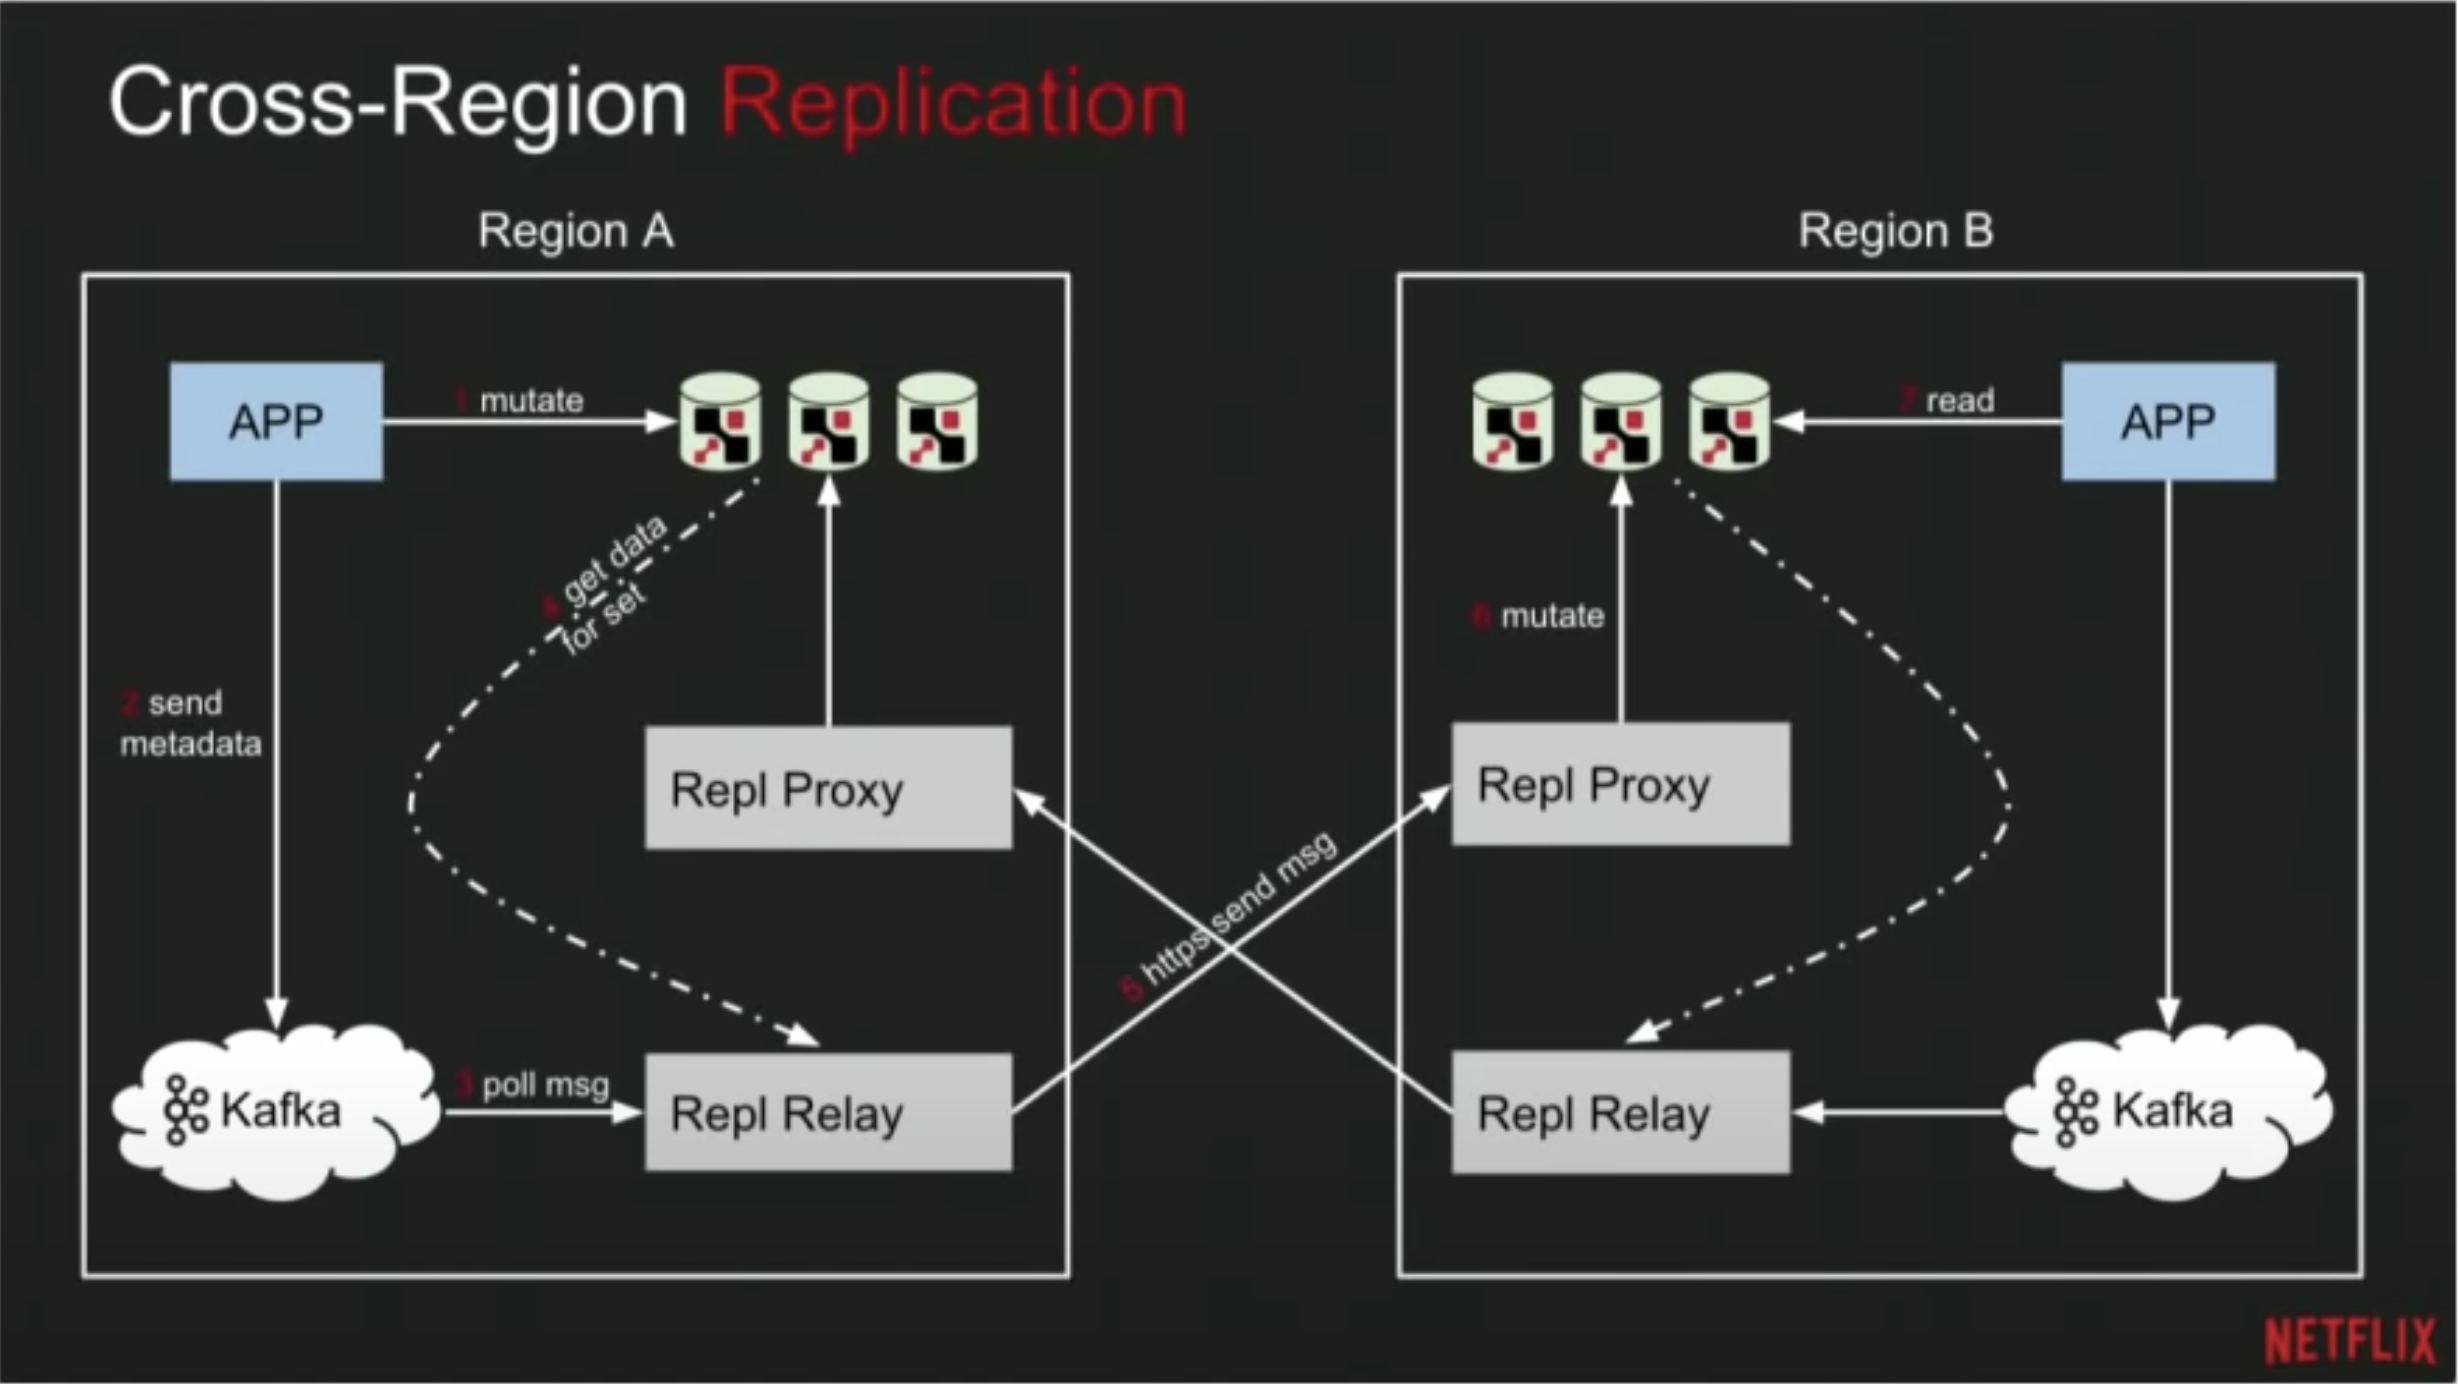 Cross-Region Replication
Region A
Region B
APP
1 mutate
7 read
APP
4 get data
for set
6 mutate
2 send
metadata
Repl Proxy
Repl Proxy
5 https send msg
Kafka
3 poll msg
Repl Relay
Repl Relay
Kafka
NETFLIX